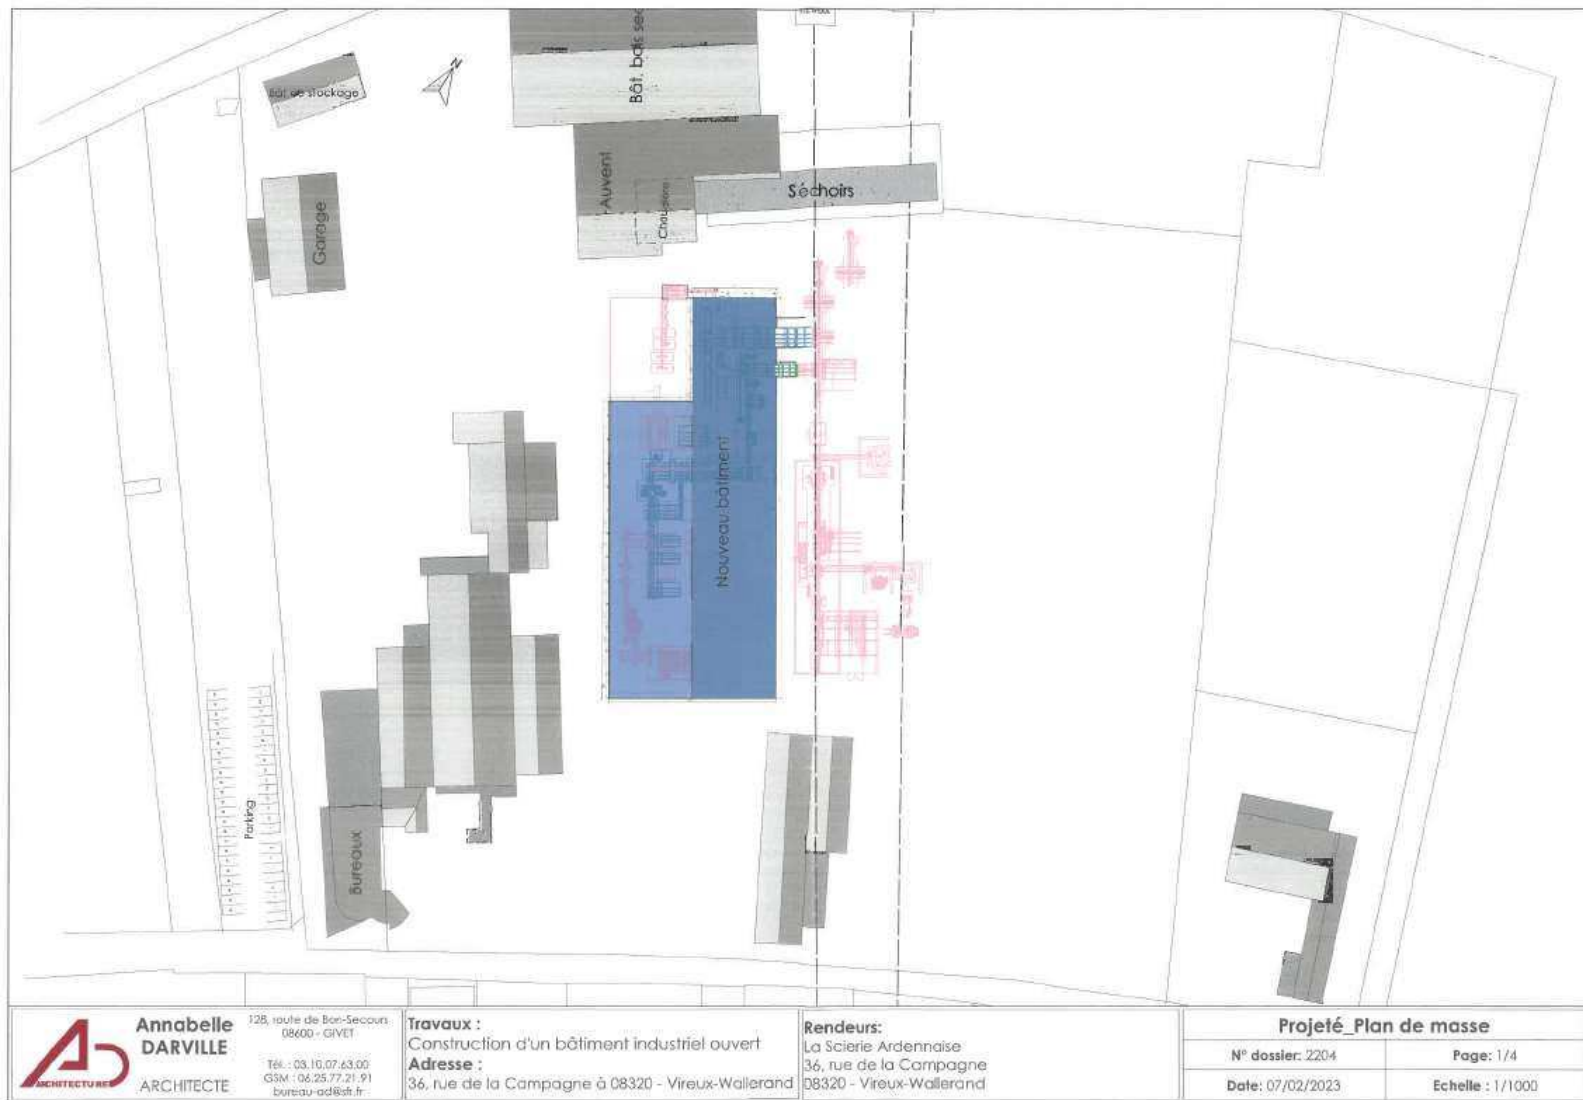 Bât. bois sec
N
Bât de stockage
Auvent
Chaudière
Séchoirs
Garage
Nouveau bâtiment
Parking
Bureaux
ARCHITECTURE
Annabelle
DARVILLE
ARCHITECTE
128, route de Bon-Secours
08600 - GIVET
Tél. : 03.10.07.63.00
GSM : 06.25.77.21.91
bureau-ad@sfr.fr
Travaux :
Construction d'un bâtiment industriel ouvert
Adresse :
36, rue de la Campagne à 08320 - Vireux-Wallerand
Rendeurs:
La Scierie Ardennaise
36, rue de la Campagne
08320 - Vireux-Wallerand
Projeté_Plan de masse
N° dossier: 2204
Page: 1/4
Date: 07/02/2023
Echelle : 1/1000